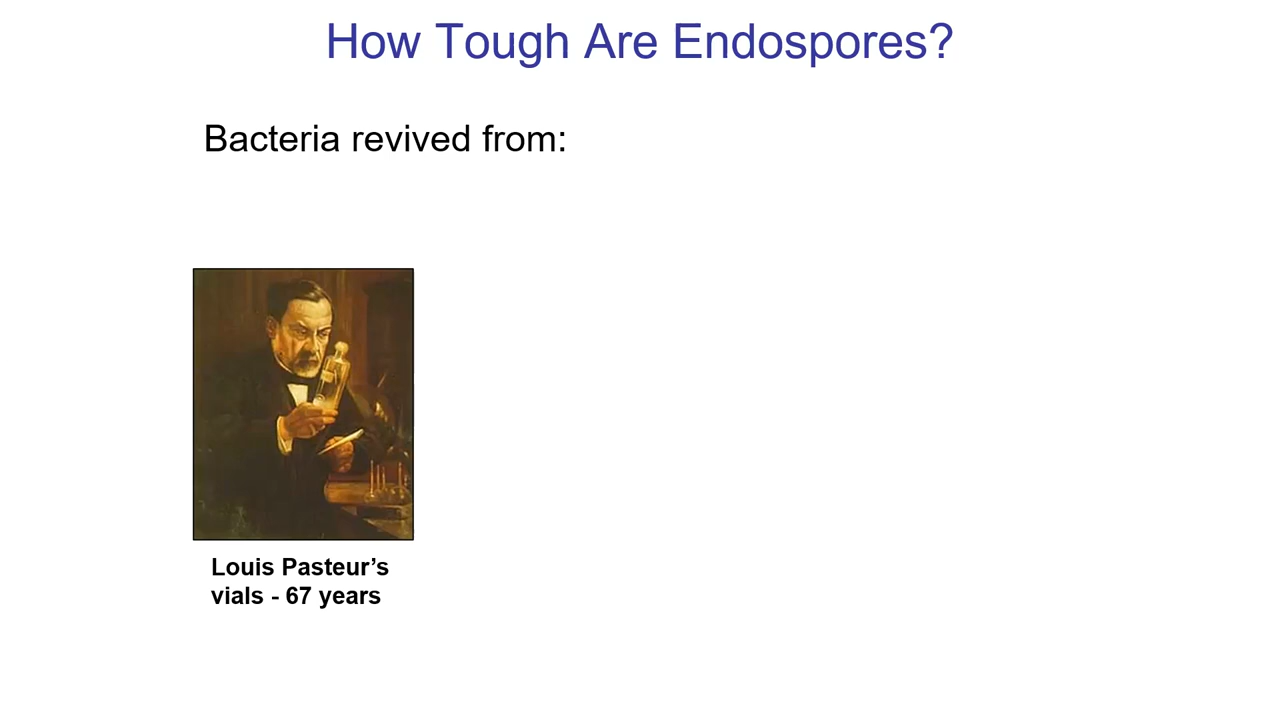 How Tough Are Endospores?
Bacteria revived from:
Louis Pasteur’s
vials - 67 years